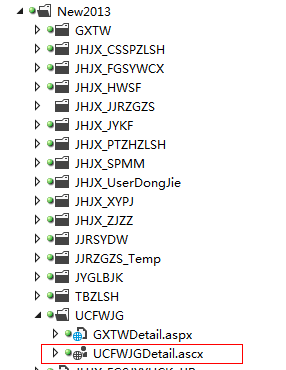 New2013
GXTW
JHJX_CSSPZLSH
JHJX_FGSYWCX
JHJX_HWSF
JHJX_JJRZGZS
JHJX_JYKF
JHJX_PTZHZLSH
JHJX_SPMM
JHJX_UserDongJie
JHJX_XYPJ
JHJX_ZJZZ
JJRSYDW
JJRZGZS_Temp
JYGLBJK
TBZLSH
UCFWJG
GXTWDetail.aspx
UCFWJGDetail.ascx